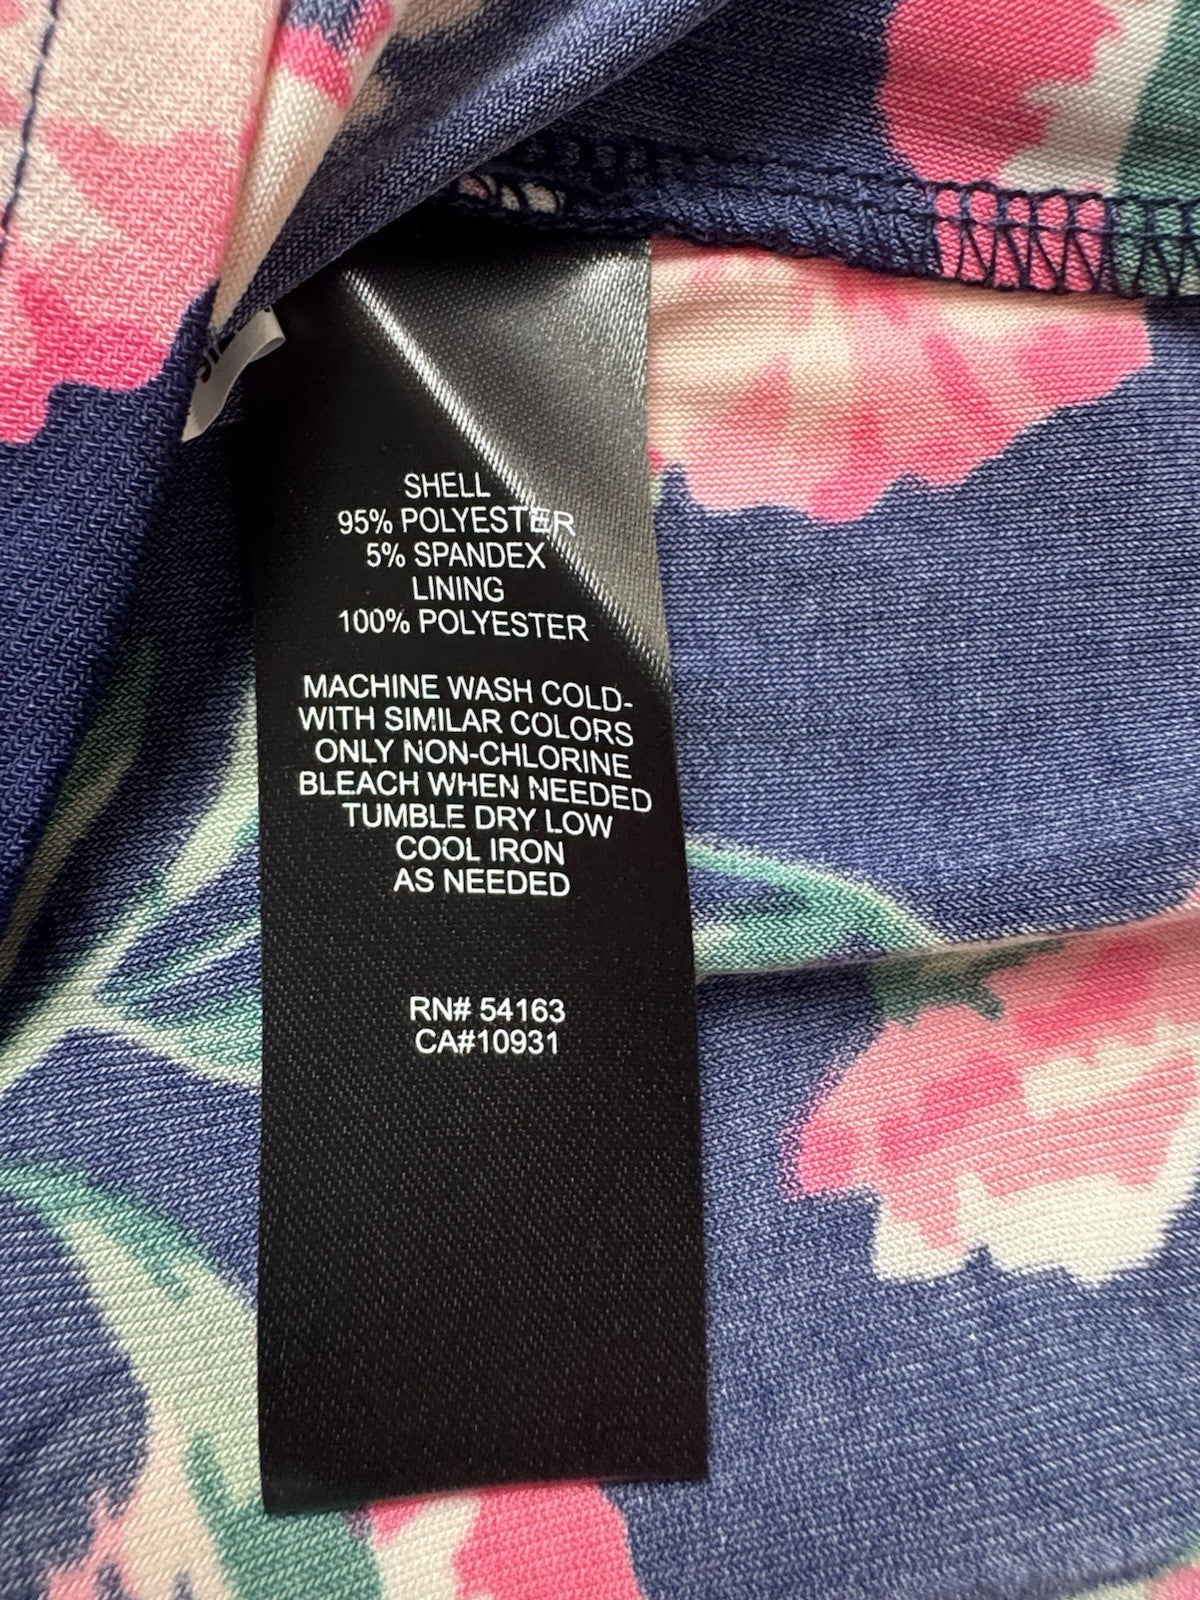 SHELL
95% POLYESTER
5% SPANDEX
LINING
100% POLYESTER
MACHINE WASH COLD-
WITH SIMILAR COLORS
ONLY NON-CHLORINE
BLEACH WHEN NEEDED
TUMBLE DRY LOW
COOL IRON
AS NEEDED
RN# 54163
CA#10931